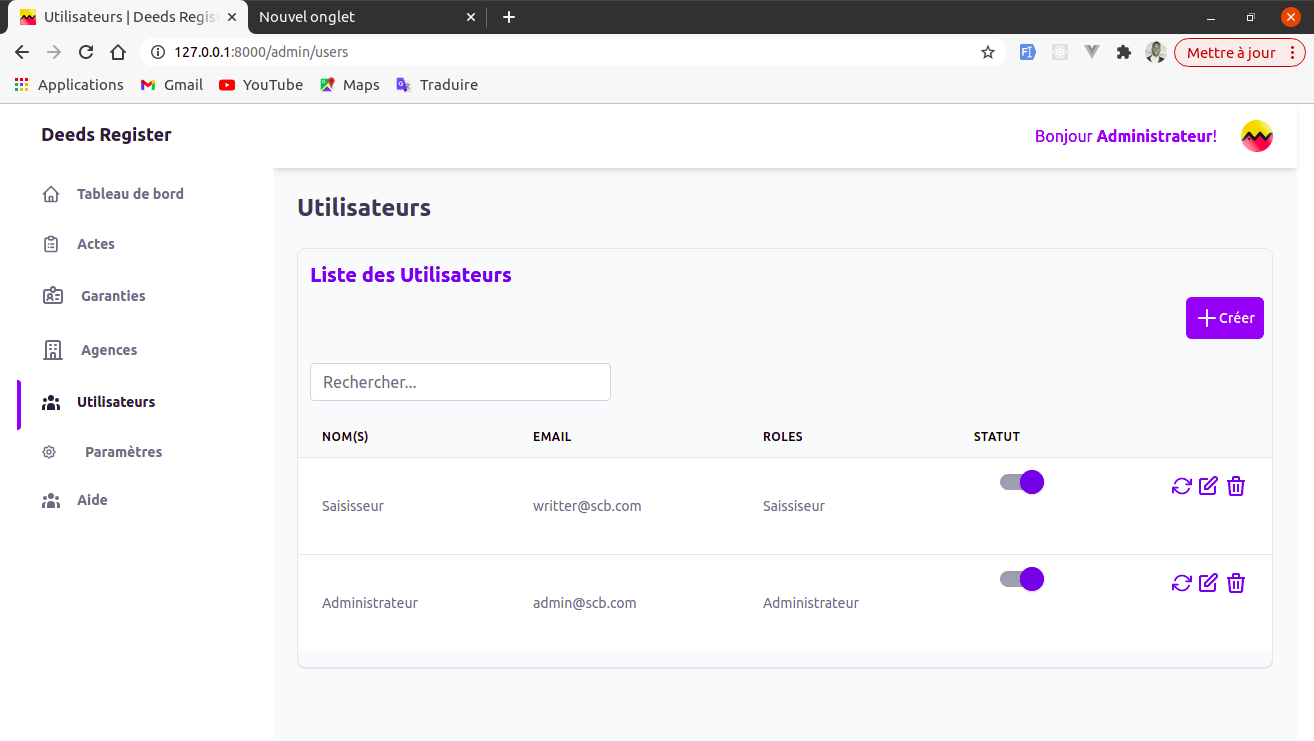 Utilisateurs | Deeds Regis
Nouvel onglet
127.0.0.1:8000/admin/users
Mettre à jour
Applications
Gmail
YouTube
Maps
Traduire
Deeds Register
Bonjour Administrateur!
Tableau de bord
Actes
Garanties
Agences
Utilisateurs
Paramètres
Aide
Utilisateurs
Liste des Utilisateurs
Créer
Rechercher...
NOM(S) EMAIL ROLES STATUT
Saisisseur writter@scb.com Saissiseur
Administrateur admin@scb.com Administrateur